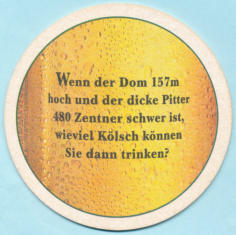 Wenn der Dom 157m
hoch und der dicke Pitter
480 Zentner schwer ist,
wieviel Kölsch können
Sie dann trinken?